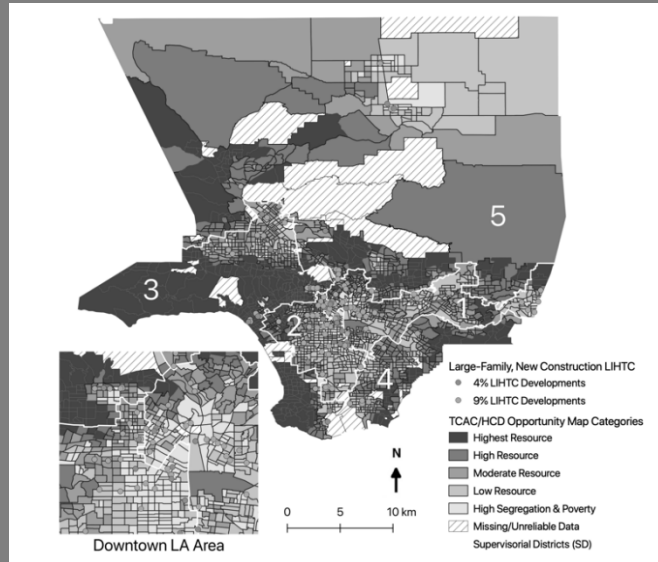 5
3
1
2
4
Large-Family, New Construction LIHTC
4% LIHTC Developments
9% LIHTC Developments
TCAC/HCD Opportunity Map Categories
Highest Resource
High Resource
Moderate Resource
Low Resource
High Segregation & Poverty
Missing/Unreliable Data
Supervisorial Districts (SD)
N
0 5 10 km
Downtown LA Area